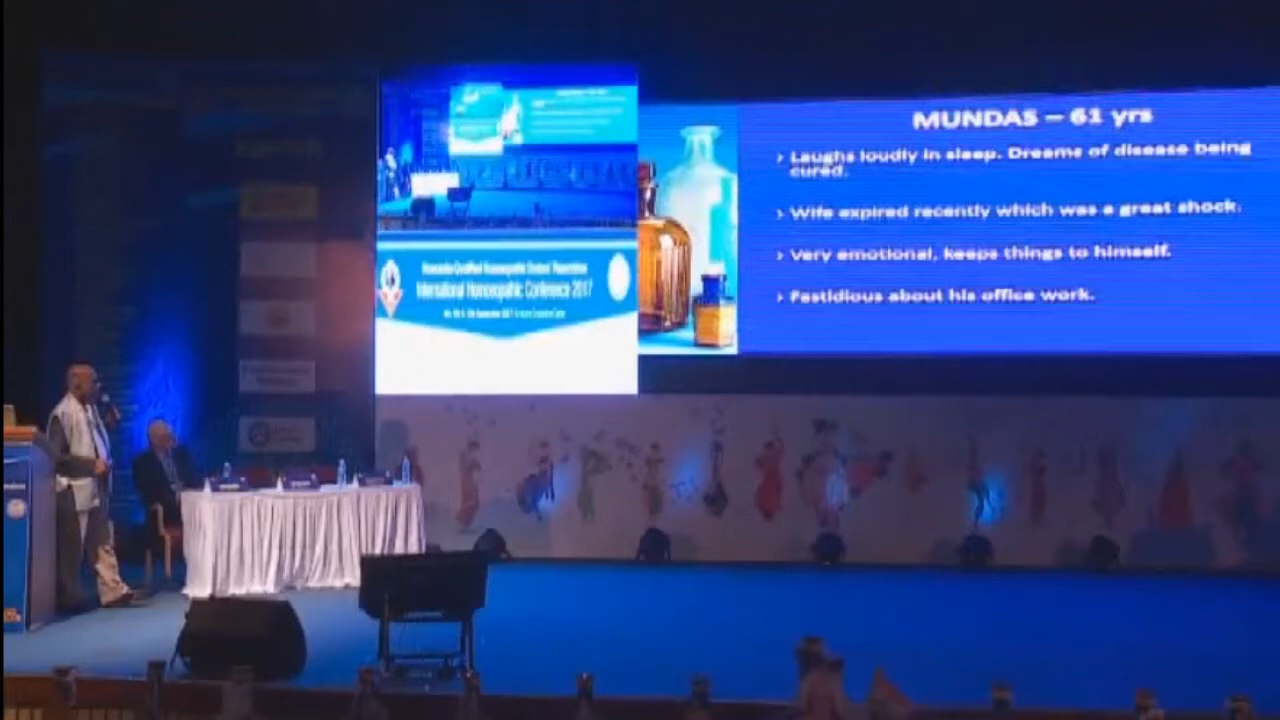 Homoeopathic
International Homoeopathic Conference 2017
MUNDAS – 61 yrs
› Laughs loudly in sleep. Dreams of disease being
cured.
› Wife expired recently which was a great shock.
› Very emotional, keeps things to himself.
› Fastidious about his office work.